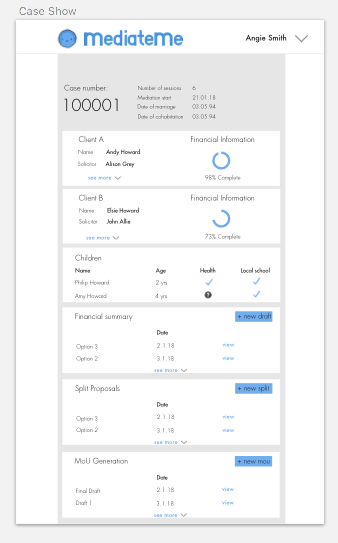 Case Show
mediateme
Angie Smith
Case number:
100001
Number of sessions 6
Mediation start 21.01.18
Date of marriage 03.05.94
Date of cohabitation 03.05.94
Client A
Financial Information
Name Andy Howard
Solicitor Alison Grey
see more
98% Complete
Client B
Financial Information
Name Elsie Howard
Solicitor John Allie
see more
73% Complete
Children
Name Age Health Local school
Philip Howard 2 yrs
Amy Howard 4 yrs ?
Financial summary + new draft
Date
Option 3 2.1.18 view
Option 2 3.1.18 view
see more
Split Proposals + new split
Date
Option 3 2.1.18 view
Option 2 3.1.18 view
see more
MoU Generation + new mou
Date
Final Draft 2.1.18 view
Draft 1 3.1.18 view
see more